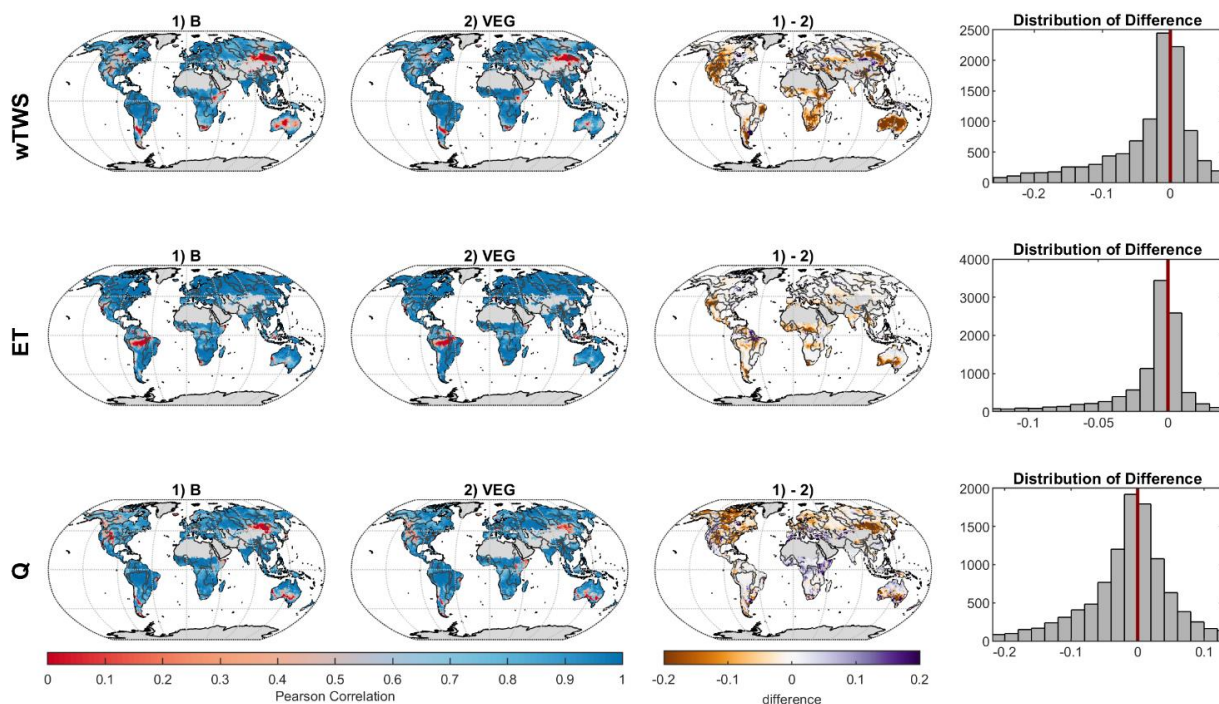 1) B
2) VEG
1) - 2)
Distribution of Difference
wTWS
2500
2000
1500
1000
500
0
-0.2
-0.1
0
1) B
2) VEG
1) - 2)
Distribution of Difference
ET
4000
3000
2000
1000
0
-0.1
-0.05
0
1) B
2) VEG
1) - 2)
Distribution of Difference
Q
2000
1500
1000
500
0
-0.2
-0.1
0
0.1
0 0.1 0.2 0.3 0.4 0.5 0.6 0.7 0.8 0.9 1
Pearson Correlation
-0.2 -0.1 0 0.1 0.2
difference